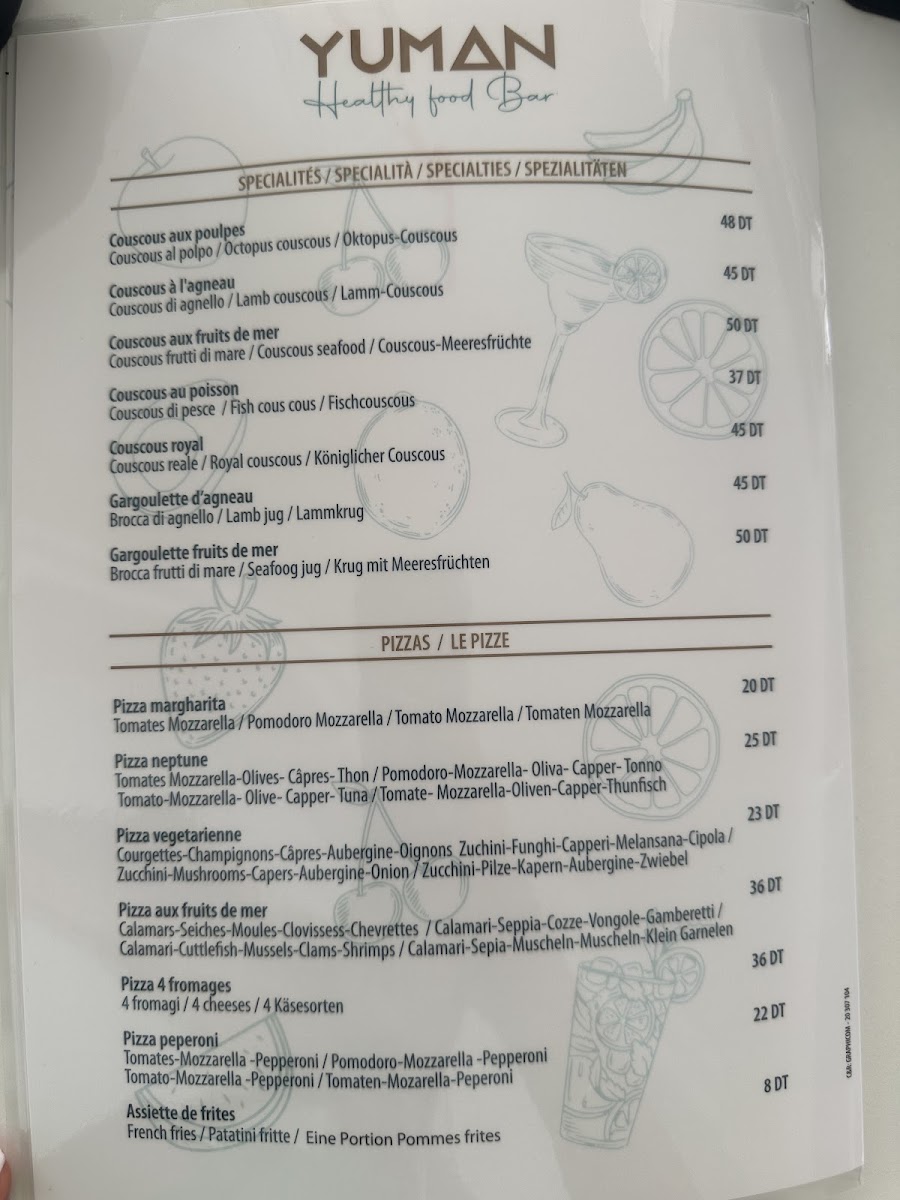 YUMAN
Healthy food Bar
SPECIALITÉS / SPECIALITÀ / SPECIALTIES / SPEZIALITÄTEN
Couscous aux poulpes 48 DT
Couscous al polpo / Octopus couscous / Oktopus-Couscous
Couscous à l'agneau 45 DT
Couscous di agnello / Lamb couscous / Lamm-Couscous
Couscous aux fruits de mer 50 DT
Couscous frutti di mare / Couscous seafood / Couscous-Meeresfrüchte
Couscous au poisson 37 DT
Couscous di pesce / Fish cous cous / Fischcouscous
Couscous royal 45 DT
Couscous reale / Royal couscous / Königlicher Couscous
Gargoulette d'agneau 45 DT
Brocca di agnello / Lamb jug / Lammkrug
Gargoulette fruits de mer 50 DT
Brocca frutti di mare / Seafoog jug / Krug mit Meeresfrüchten
PIZZAS / LE PIZZE
Pizza margharita 20 DT
Tomates Mozzarella / Pomodoro Mozzarella / Tomato Mozzarella / Tomaten Mozzarella
Pizza neptune 25 DT
Tomates Mozzarella-Olives- Câpres- Thon / Pomodoro-Mozzarella- Oliva- Capper- Tonno
Tomato-Mozzarella- Olive- Capper- Tuna / Tomate- Mozzarella-Oliven-Capper-Thunfisch
Pizza vegetarienne 23 DT
Courgettes-Champignons-Câpres-Aubergine-Oignons Zuchini-Funghi-Capperi-Melansana-Cipola /
Zucchini-Mushrooms-Capers-Aubergine-Onion / Zucchini-Pilze-Kapern-Aubergine-Zwiebel
Pizza aux fruits de mer 36 DT
Calamars-Seiches-Moules-Clovissess-Chevrettes / Calamari-Seppia-Cozze-Vongole-Gamberetti /
Calamari-Cuttlefish-Mussels-Clams-Shrimps / Calamari-Sepia-Muscheln-Muscheln-Klein Garnelen
Pizza 4 fromages 36 DT
4 fromagi / 4 cheeses / 4 Käsesorten
Pizza peperoni 22 DT
Tomates-Mozzarella -Pepperoni / Pomodoro-Mozzarella -Pepperoni
Tomato-Mozzarella -Pepperoni / Tomaten-Mozarella-Peperoni
Assiette de frites 8 DT
French fries / Patatini fritte / Eine Portion Pommes frites
C&R: GRAPHICOM - 20 307 104